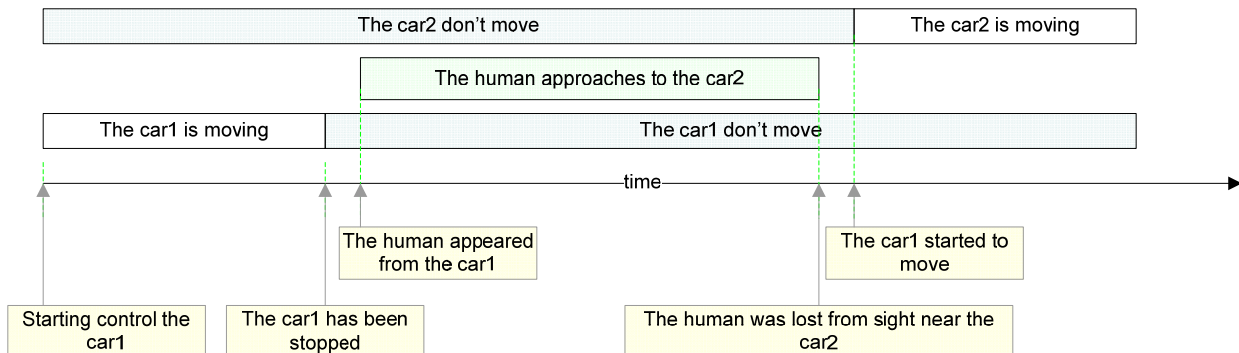 The car2 don't move
The car2 is moving
The human approaches to the car2
The car1 is moving
The car1 don't move
time
The human appeared
from the car1
The car1 started to
move
Starting control the
car1
The car1 has been
stopped
The human was lost from sight near the
car2